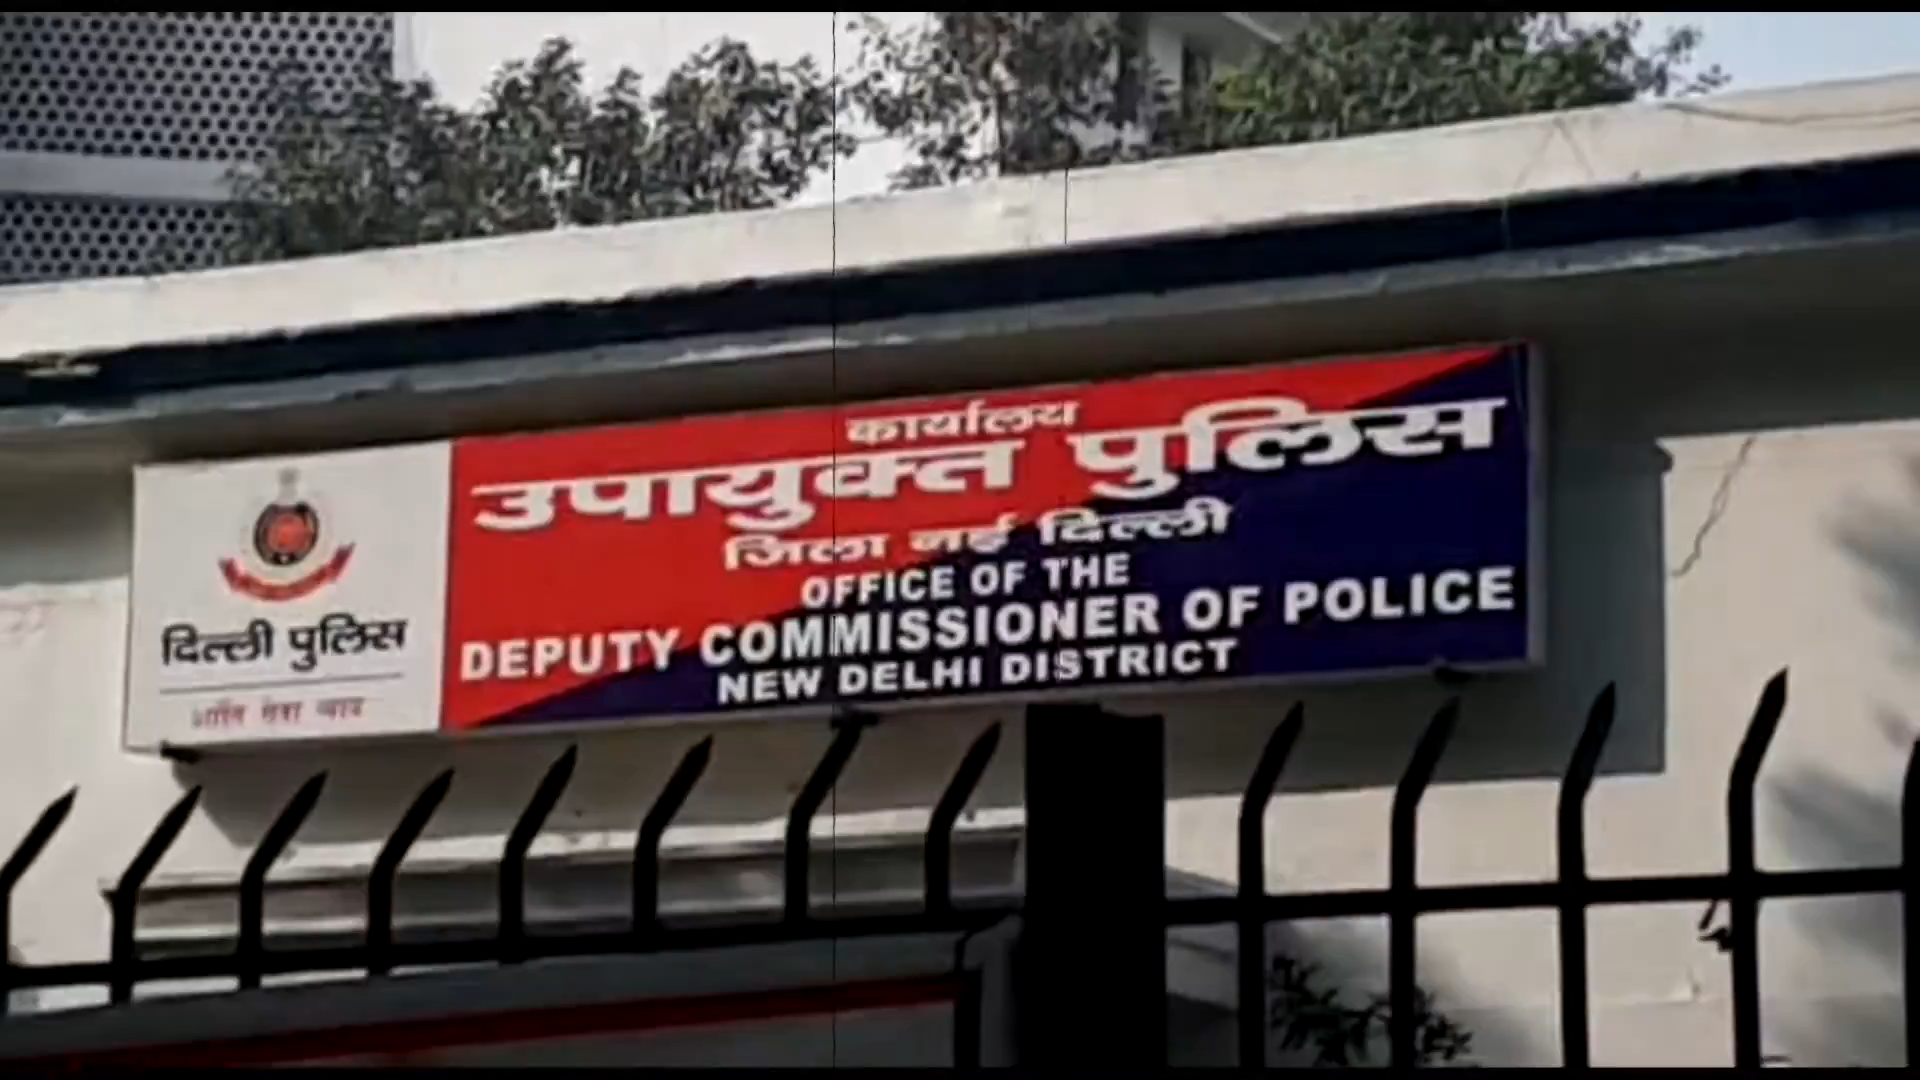 दिल्ली पुलिस
शान्ति सेवा न्याय
कार्यालय
उपायुक्त पुलिस
जिला नई दिल्ली
OFFICE OF THE
DEPUTY COMMISSIONER OF POLICE
NEW DELHI DISTRICT